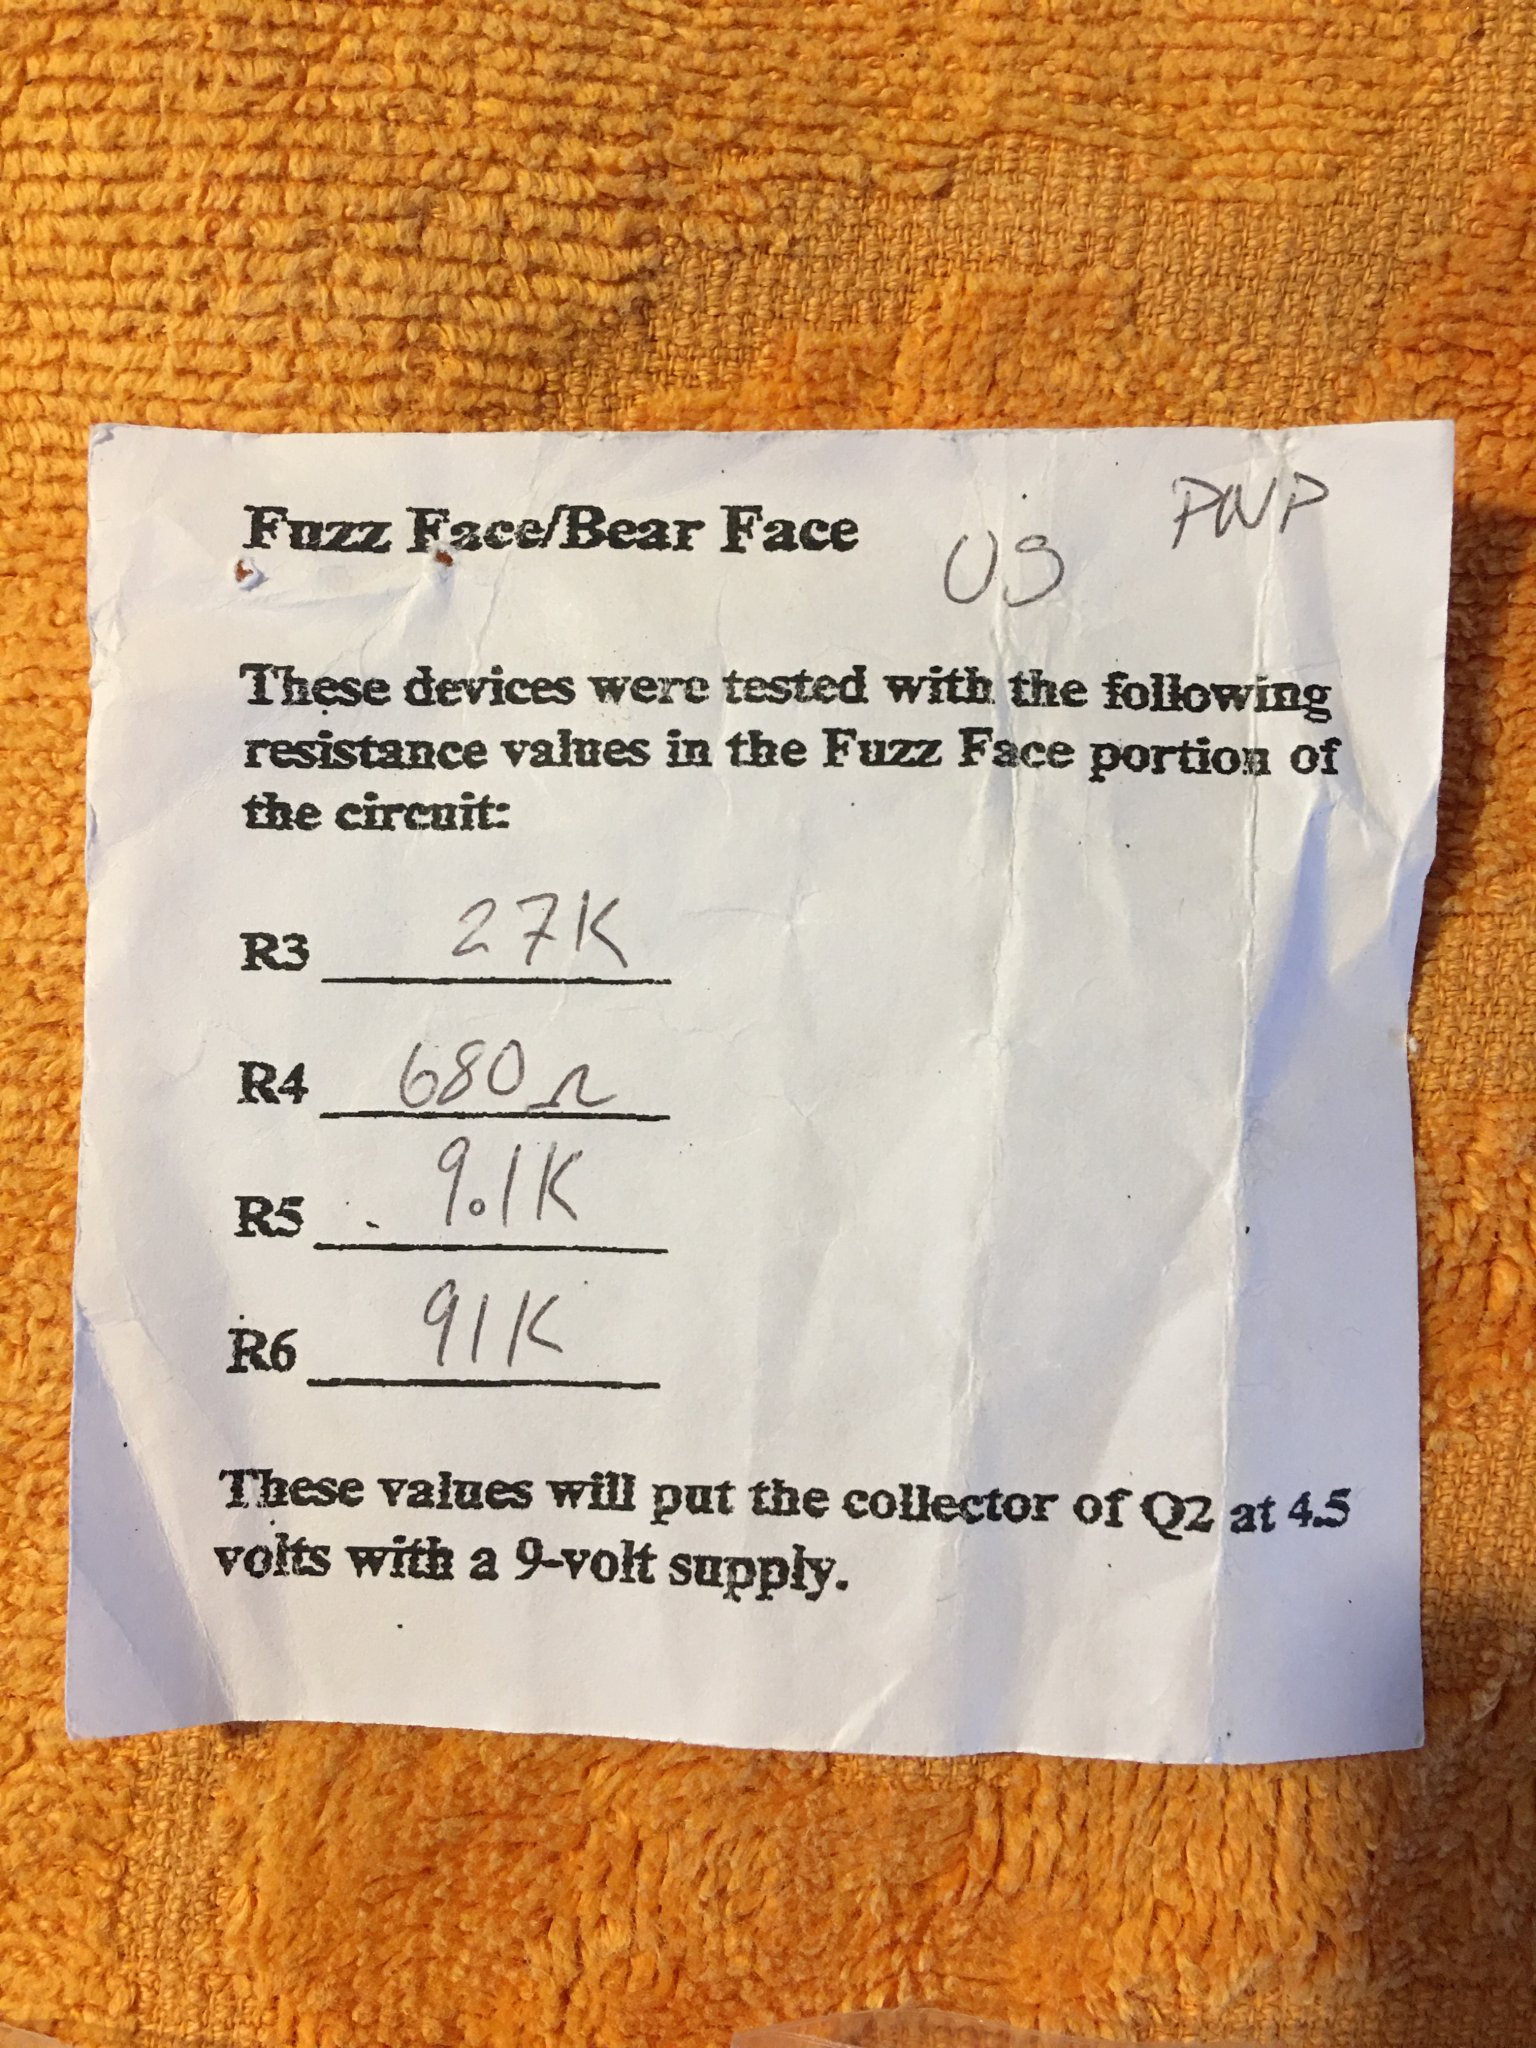 Fuzz Face/Bear Face US PNP
These devices were tested with the following
resistance values in the Fuzz Face portion of
the circuit:
R3 27K
R4 680Ω
R5 9.1K
R6 91K
These values will put the collector of Q2 at 4.5
volts with a 9-volt supply.